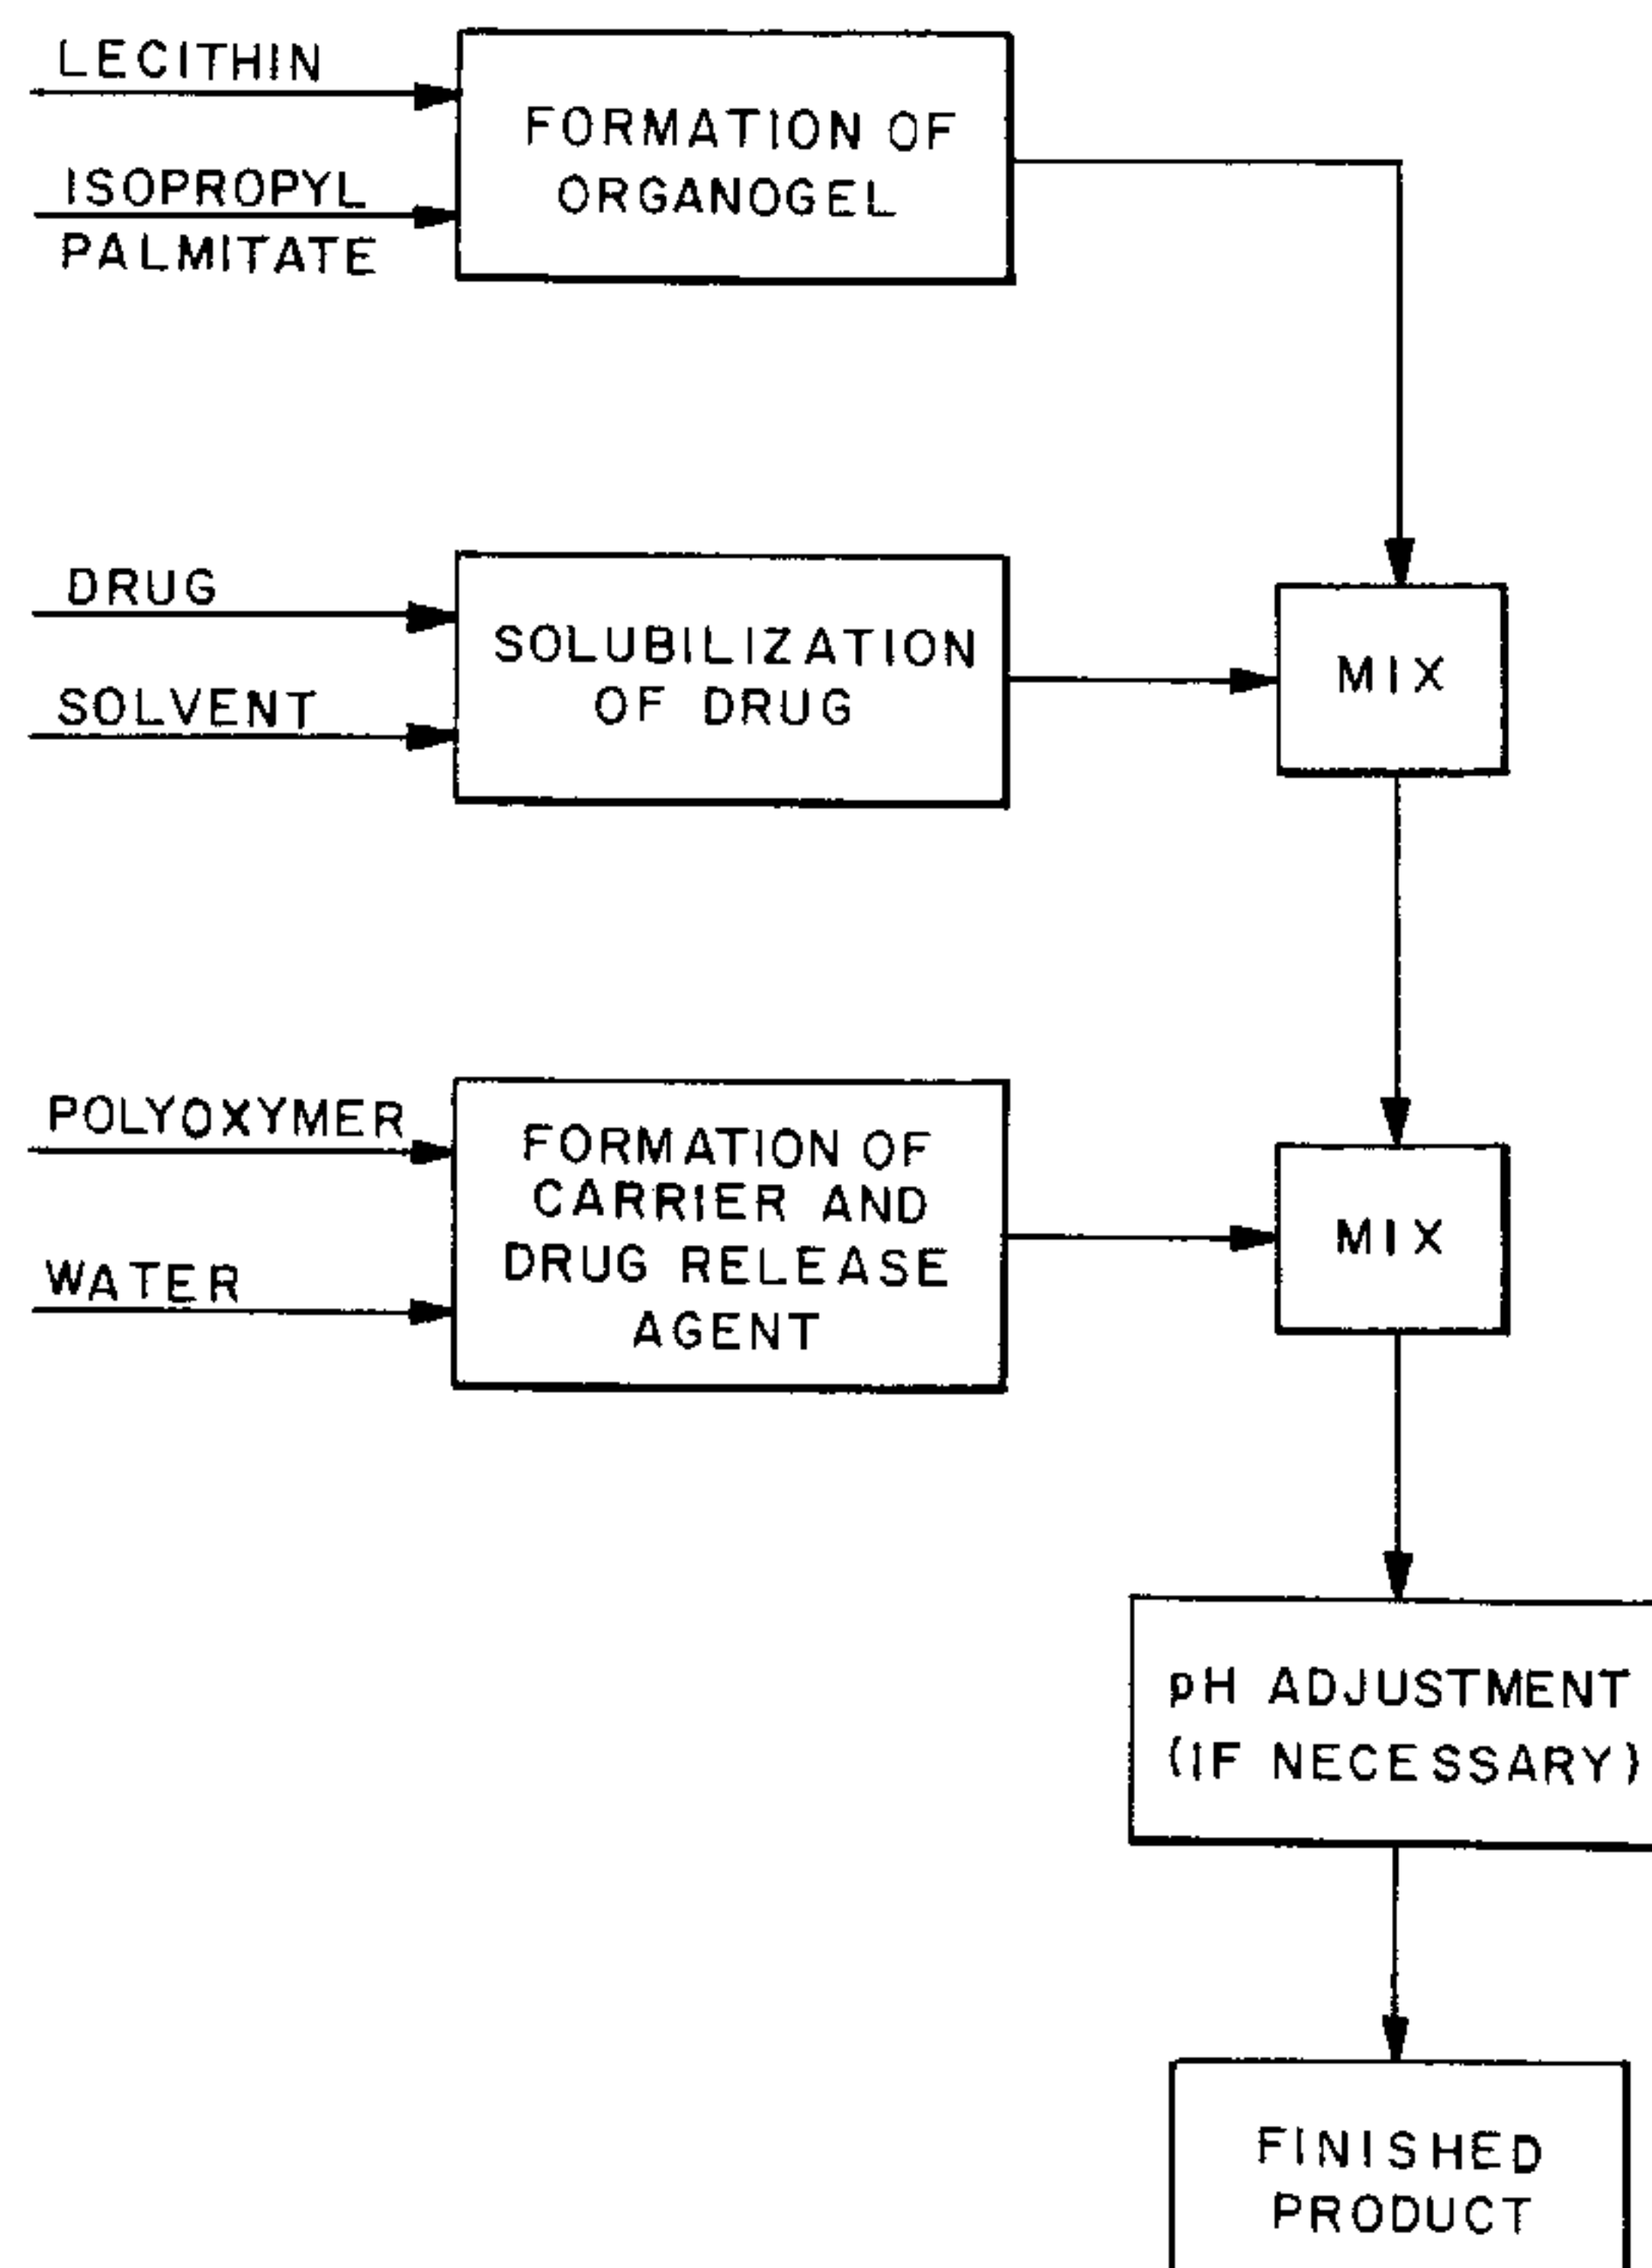 LECITHIN
ISOPROPYL
PALMITATE
FORMATION OF
ORGANOGEL
DRUG
SOLVENT
SOLUBILIZATION
OF DRUG
MIX
POLYOXYMER
WATER
FORMATION OF
CARRIER AND
DRUG RELEASE
AGENT
MIX
pH ADJUSTMENT
(IF NECESSARY)
FINISHED
PRODUCT